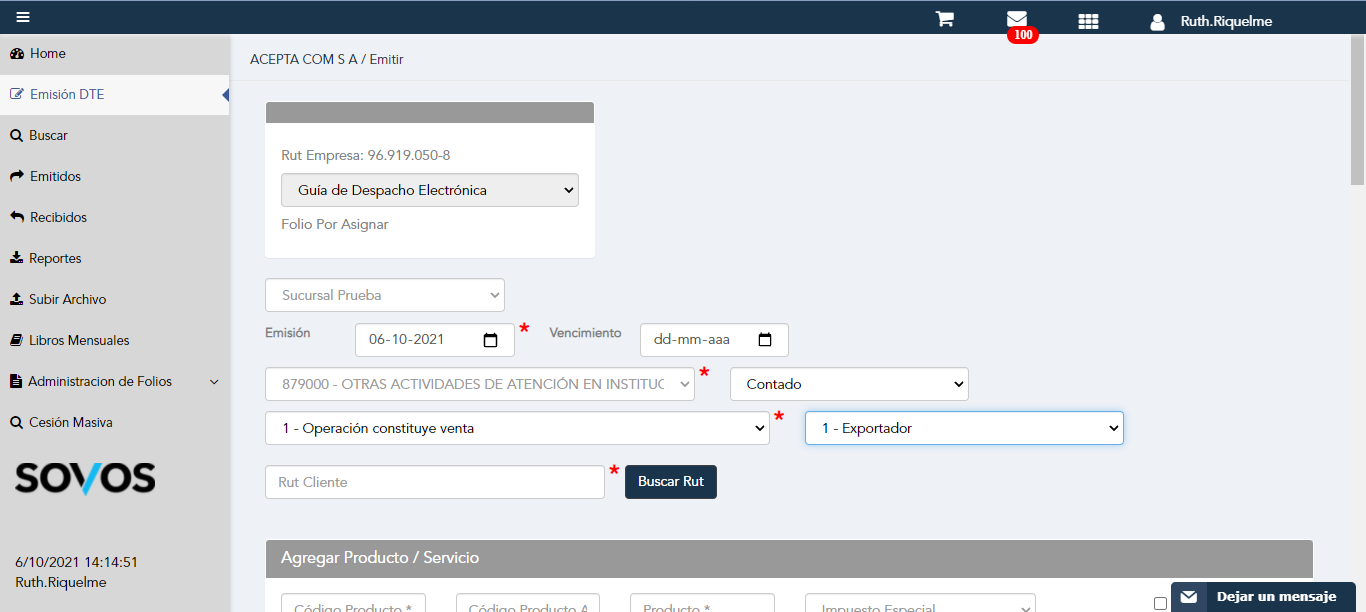 Ruth.Riquelme
100
Home
Emisión DTE
Buscar
Emitidos
Recibidos
Reportes
Subir Archivo
Libros Mensuales
Administracion de Folios
Cesión Masiva
SOVOS
6/10/2021 14:14:51
Ruth.Riquelme
ACEPTA COM S A / Emitir
Rut Empresa: 96.919.050-8
Guía de Despacho Electrónica
Folio Por Asignar
Sucursal Prueba
Emisión 06-10-2021 * Vencimiento dd-mm-aaa
879000 - OTRAS ACTIVIDADES DE ATENCIÓN EN INSTITUC * Contado
1 - Operación constituye venta * 1 - Exportador
Rut Cliente * Buscar Rut
Agregar Producto / Servicio
Código Producto * Código Producto A Producto * Impuesto Especial
Dejar un mensaje